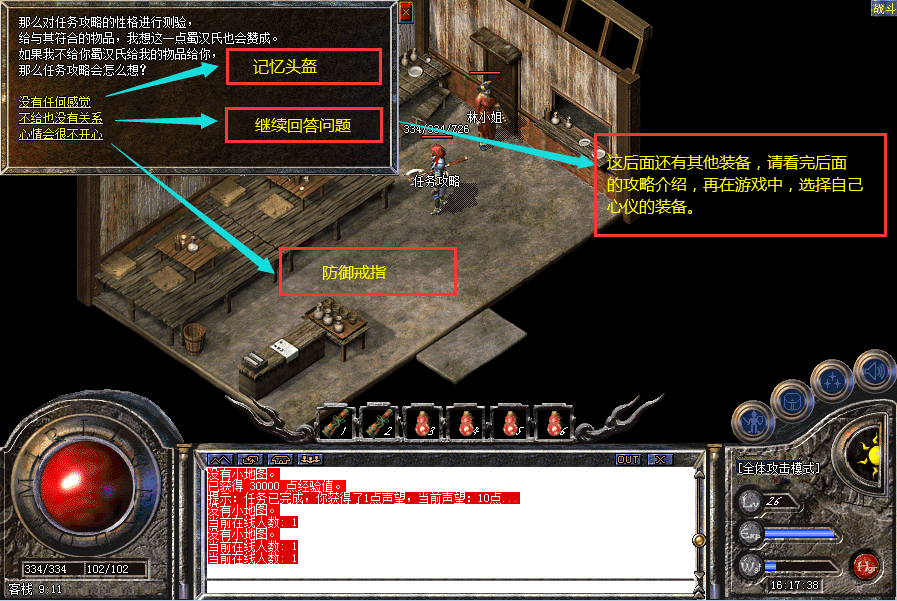 那么对任务攻略的性格进行测验，
给与其符合的物品，我想这一点蜀汉氏也会赞成。
如果我不给你蜀汉氏给我的物品给你，
那么任务攻略会怎么想？
没有任何感觉
不给也没有关系
心情会很不开心
记忆头盔
继续回答问题
防御戒指
这后面还有其他装备，请看完后面
的攻略介绍，再在游戏中，选择自己
心仪的装备。
战斗
林小姐
334/334/T26
任务攻略
1
2
3
4
5
6
OUT
没有小地图。
已获得 30000 点经验值。
提示：任务已完成，你获得了1点声望，当前声望：10点...
没有小地图。
当前在线人数：1
没有小地图。
当前在线人数：1
当前在线人数：1
[全体攻击模式]
Lv 26
Exp
334/334
102/102
客栈 9:11
16:17:38